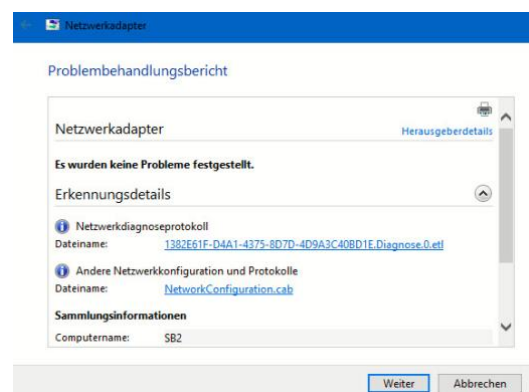 Netzwerkadapter
Problembehandlungsbericht
Netzwerkadapter Herausgeberdetails
Es wurden keine Probleme festgestellt.
Erkennungsdetails
Netzwerkdiagnoseprotokoll
Dateiname: 1382E61F-D4A1-4375-8D7D-4D9A3C40BD1E.Diagnose.0.etl
Andere Netzwerkkonfiguration und Protokolle
Dateiname: NetworkConfiguration.cab
Sammlungsinformationen
Computername: SB2
Weiter Abbrechen